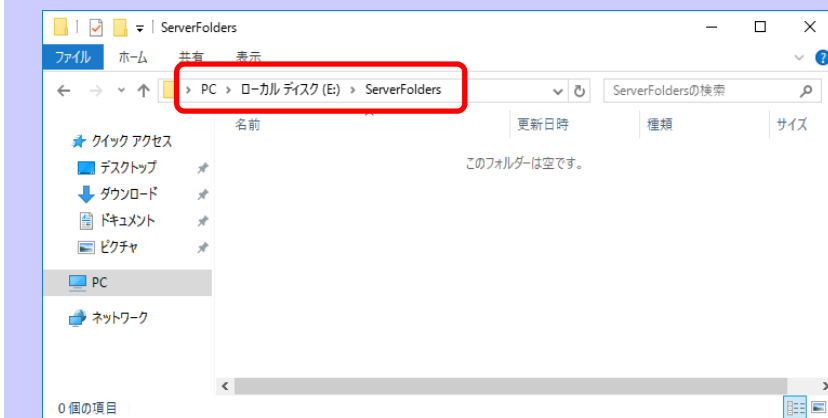 ServerFolders
ファイル ホーム 共有 表示
PC › ローカル ディスク (E:) › ServerFolders
ServerFoldersの検索
名前 更新日時 種類 サイズ
クイック アクセス
このフォルダーは空です。
デスクトップ
ダウンロード
ドキュメント
ピクチャ
PC
ネットワーク
0 個の項目